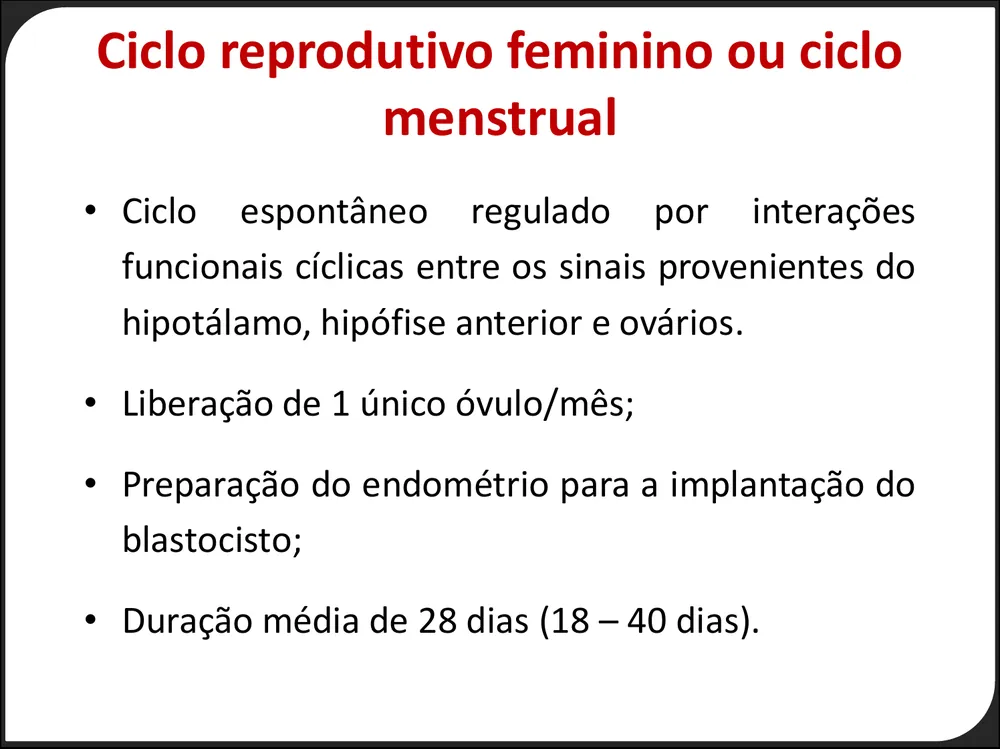 Ciclo reprodutivo feminino ou ciclo
menstrual
• Ciclo espontâneo regulado por interações
funcionais cíclicas entre os sinais provenientes do
hipotálamo, hipófise anterior e ovários.
• Liberação de 1 único óvulo/mês;
• Preparação do endométrio para a implantação do
blastocisto;
• Duração média de 28 dias (18 – 40 dias).